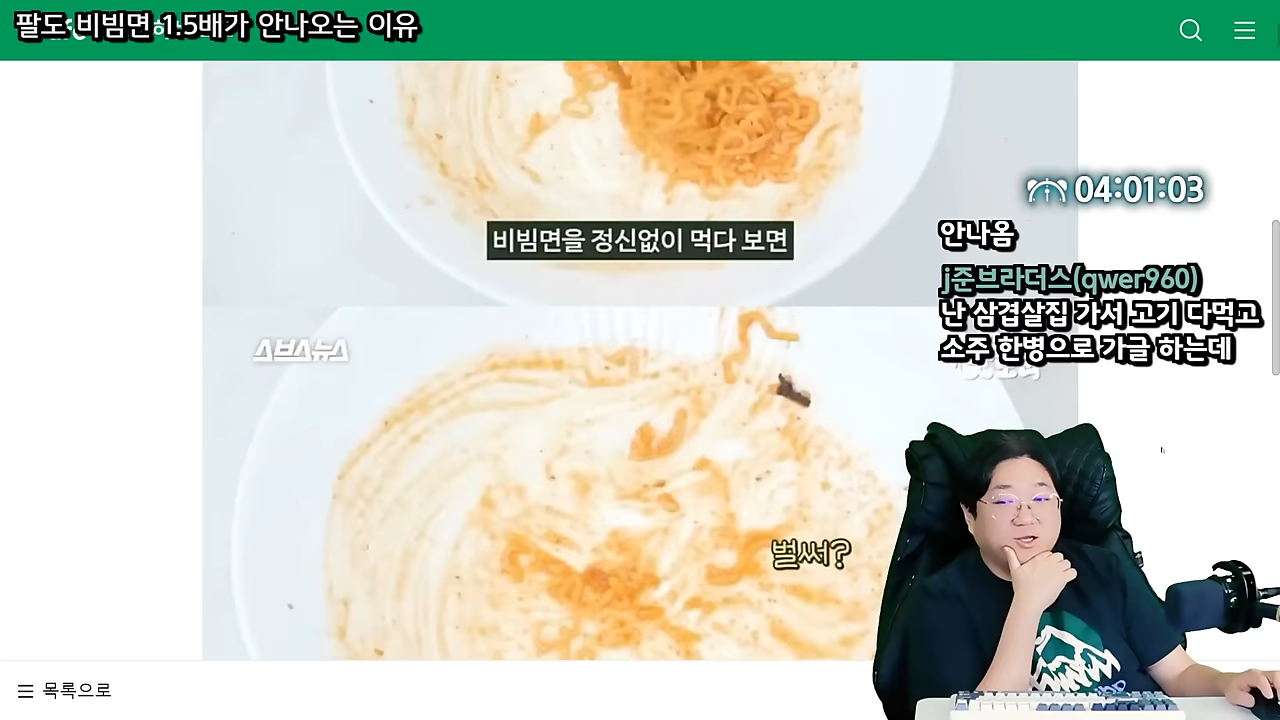 팔도 비빔면 1.5배가 안나오는 이유
비빔면을 정신없이 먹다 보면
04:01:03
안나옴
j준브라더스(qwer960)
난 삼겹살집 가서 고기 다먹고
소주 한병으로 가글 하는데
스브스뉴스
벌써?
목록으로